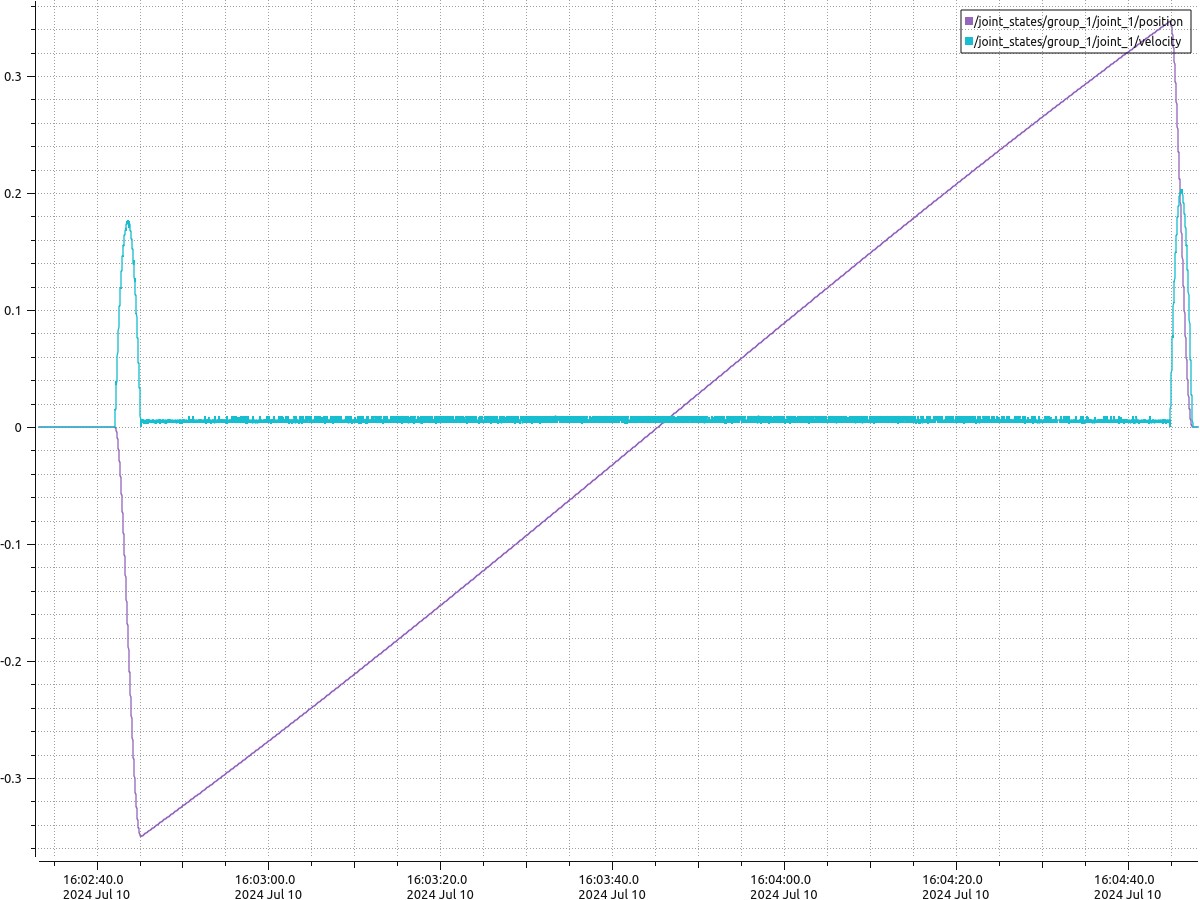 /joint_states/group_1/joint_1/position
/joint_states/group_1/joint_1/velocity
0.3
0.2
0.1
0
-0.1
-0.2
-0.3
16:02:40.0 16:03:00.0 16:03:20.0 16:03:40.0 16:04:00.0 16:04:20.0 16:04:40.0
2024 Jul 10 2024 Jul 10 2024 Jul 10 2024 Jul 10 2024 Jul 10 2024 Jul 10 2024 Jul 10